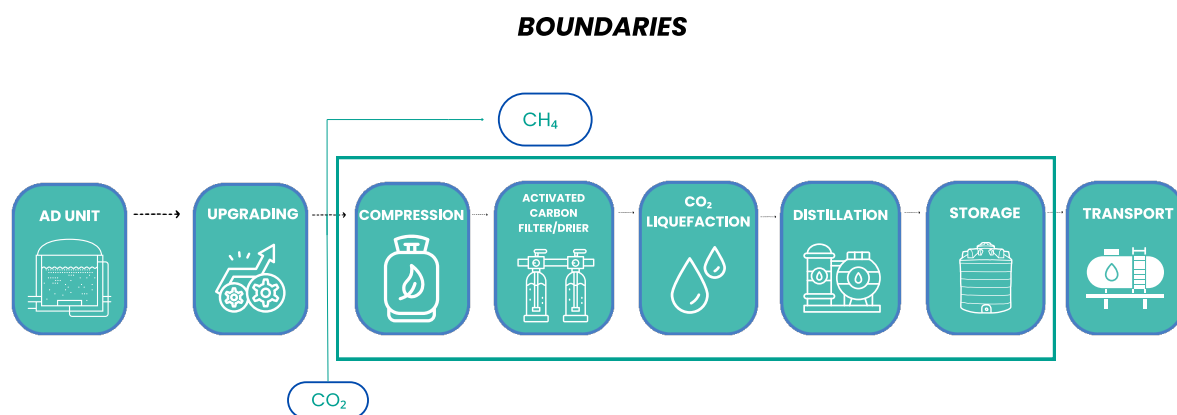 BOUNDARIES
CH₄
AD UNIT
UPGRADING
COMPRESSION
ACTIVATED
CARBON
FILTER/DRIER
CO₂
LIQUEFACTION
DISTILLATION
STORAGE
TRANSPORT
CO₂